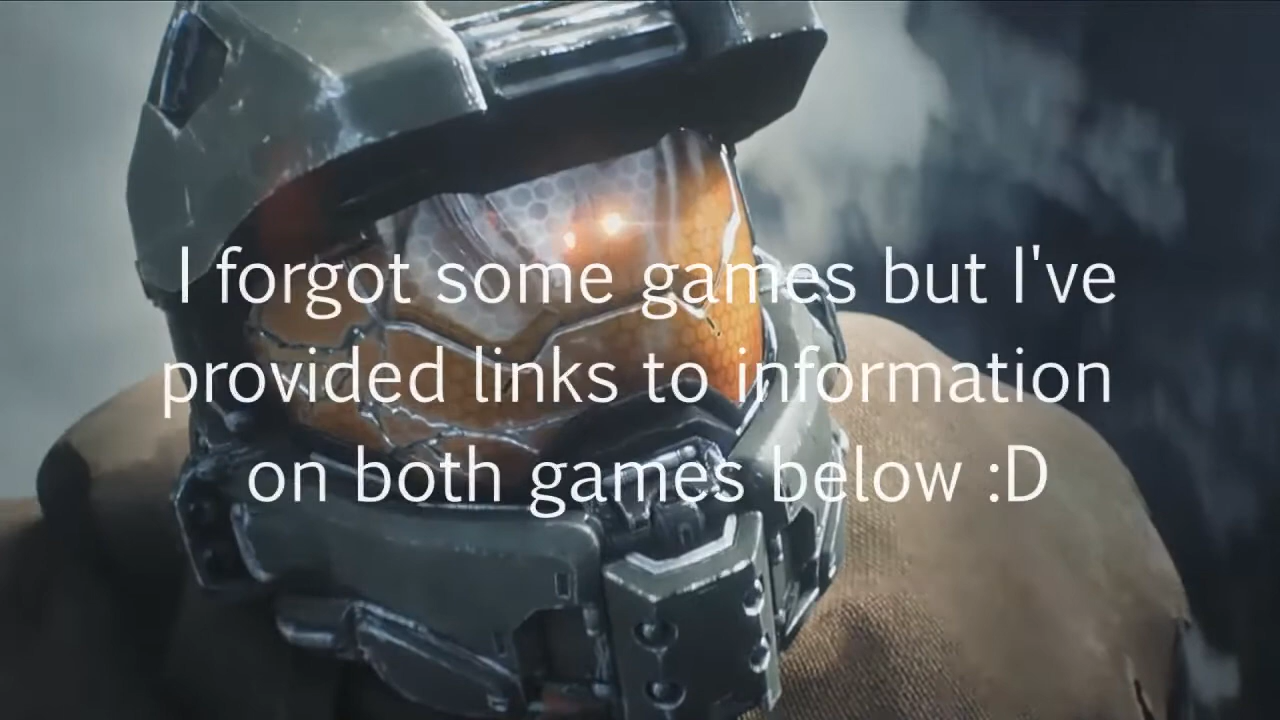 I forgot some games but I've
provided links to information
on both games below :D